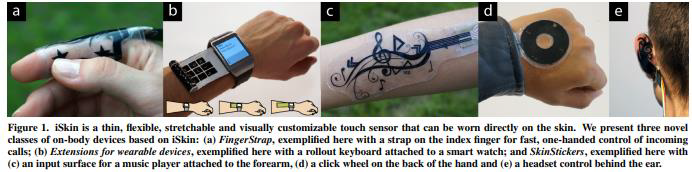 a
b
c
d
e
Figure 1. iSkin is a thin, flexible, stretchable and visually customizable touch sensor that can be worn directly on the skin. We present three novel
classes of on-body devices based on iSkin: (a) FingerStrap, exemplified here with a strap on the index finger for fast, one-handed control of incoming
calls; (b) Extensions for wearable devices, exemplified here with a rollout keyboard attached to a smart watch; and SkinStickers, exemplified here with
(c) an input surface for a music player attached to the forearm, (d) a click wheel on the back of the hand and (e) a headset control behind the ear.